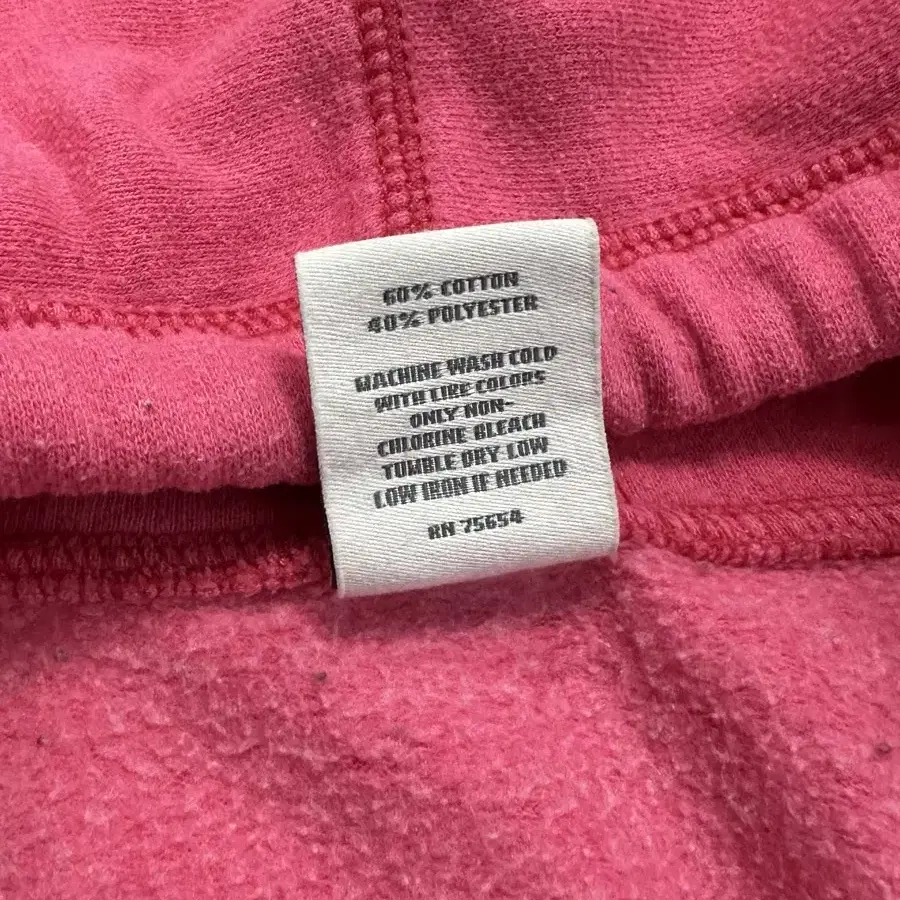 60% COTTON
40% POLYESTER
MACHINE WASH COLD
WITH LIKE COLORS
ONLY NON-
CHLORINE BLEACH
TUMBLE DRY LOW
LOW IRON IF NEEDED
RN 75654